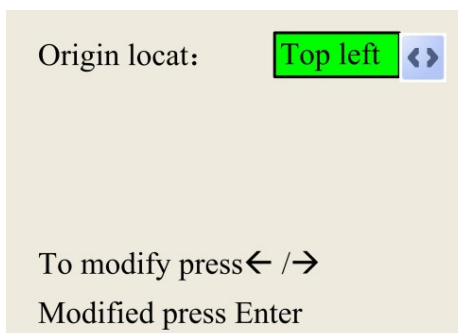 Origin locat: Top left
To modify press← /→
Modified press Enter